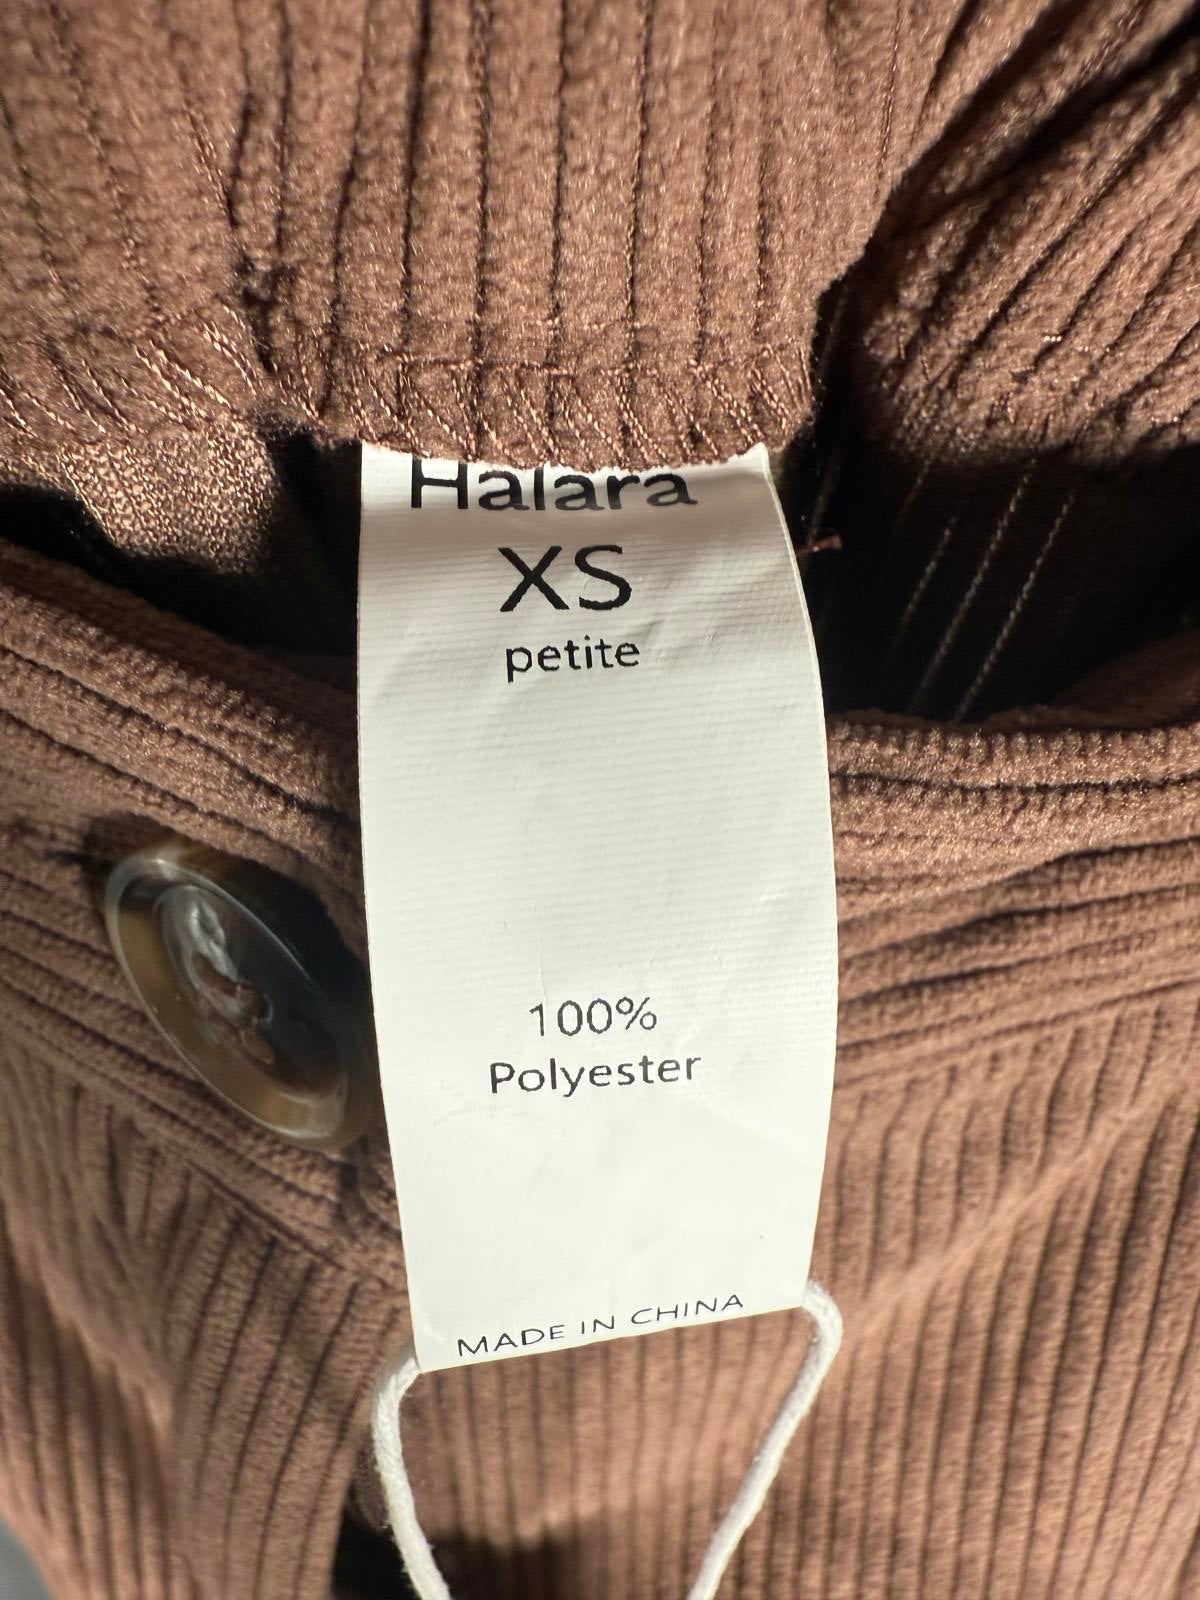 Halara
XS
petite
100%
Polyester
MADE IN CHINA